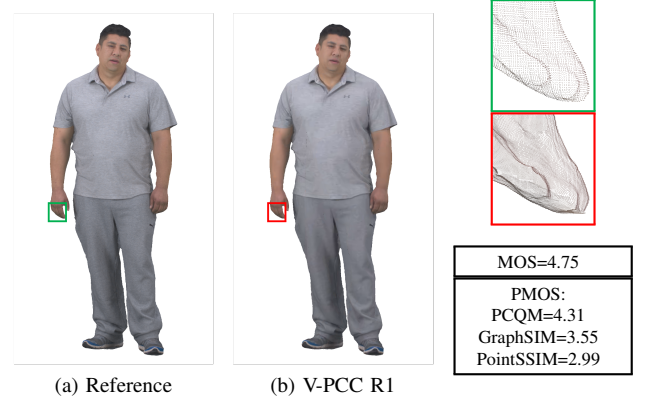 MOS=4.75
PMOS:
PCQM=4.31
GraphSIM=3.55
PointSSIM=2.99
(a) Reference
(b) V-PCC R1